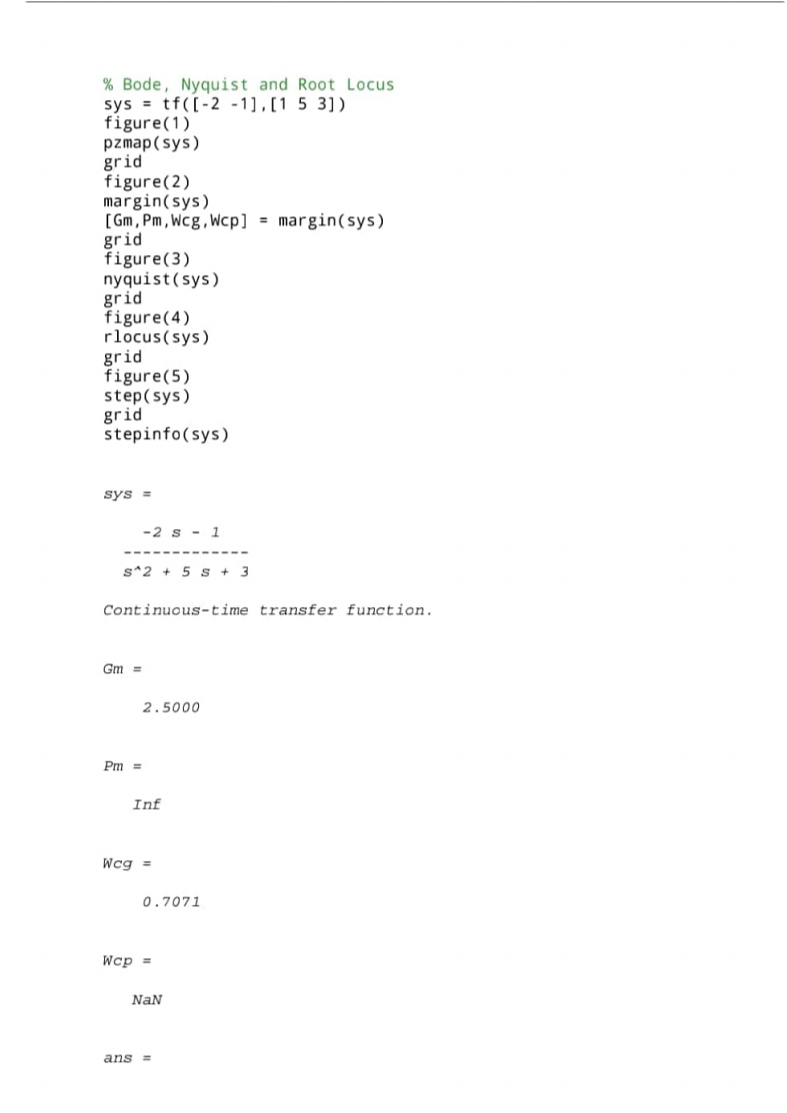 % Bode, Nyquist and Root Locus
sys = tf([-2 -1],[1 5 3])
figure(1)
pzmap(sys)
grid
figure(2)
margin(sys)
[Gm,Pm,Wcg,Wcp] = margin(sys)
grid
figure(3)
nyquist(sys)
grid
figure(4)
rlocus(sys)
grid
figure(5)
step(sys)
grid
stepinfo(sys)
sys =
-2 s - 1
-------------
s^2 + 5 s + 3
Continuous-time transfer function.
Gm =
2.5000
Pm =
Inf
Wcg =
0.7071
Wcp =
NaN
ans =